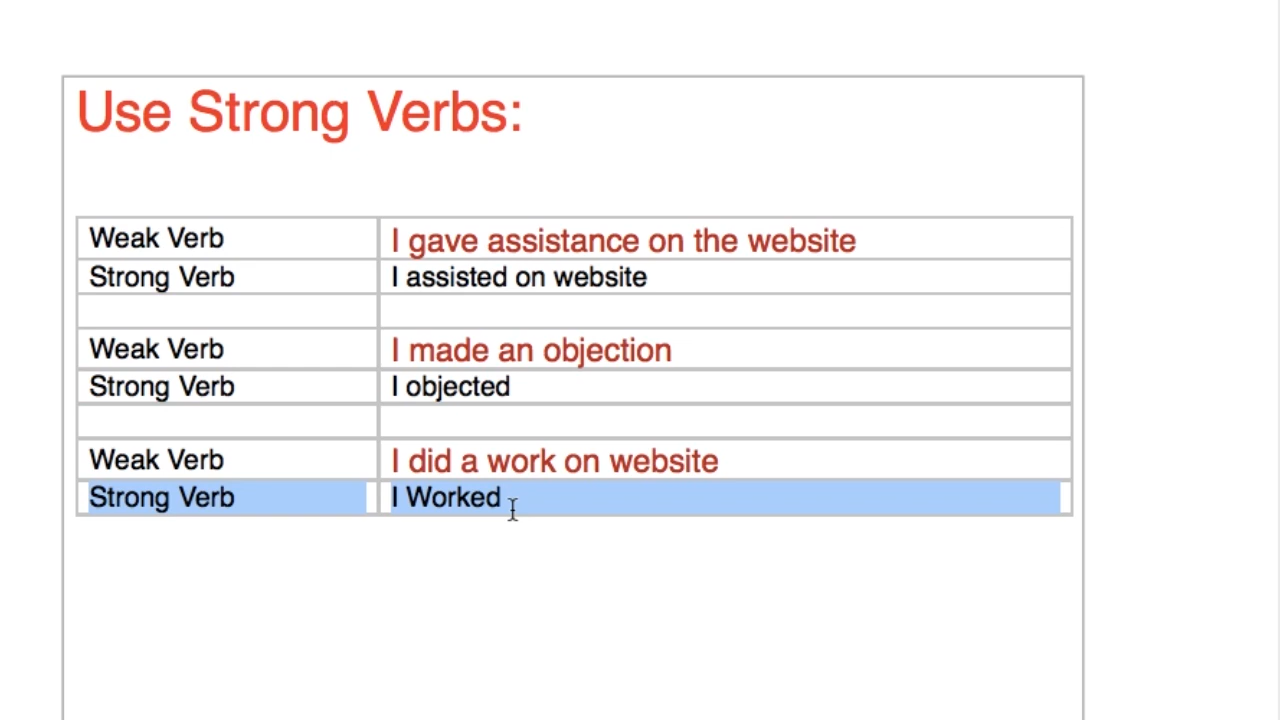 Use Strong Verbs:
Weak Verb I gave assistance on the website
Strong Verb I assisted on website
Weak Verb I made an objection
Strong Verb I objected
Weak Verb I did a work on website
Strong Verb I Worked